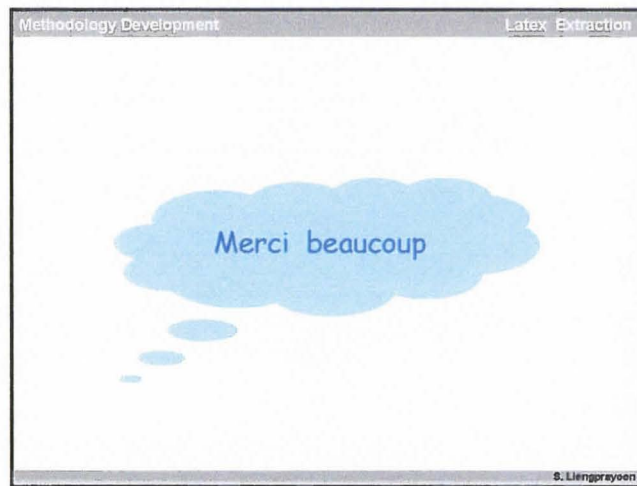 Methodology Development
Latex Extraction
Merci beaucoup
S. Liengprayoon